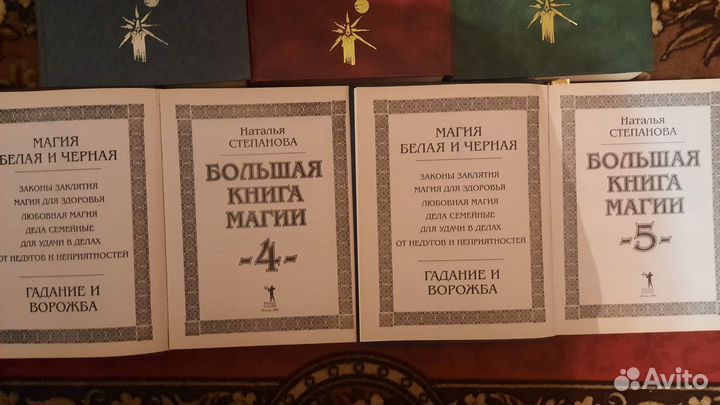 МАГИЯ
БЕЛАЯ И ЧЕРНАЯ
ЗАКОНЫ ЗАКЛЯТИЯ
МАГИЯ ДЛЯ ЗДОРОВЬЯ
ЛЮБОВНАЯ МАГИЯ
ДЕЛА СЕМЕЙНЫЕ
ДЛЯ УДАЧИ В ДЕЛАХ
ОТ НЕДУГОВ И НЕПРИЯТНОСТЕЙ
ГАДАНИЕ И
ВОРОЖБА
Наталья
СТЕПАНОВА
БОЛЬШАЯ
КНИГА
МАГИИ
-4-
МАГИЯ
БЕЛАЯ И ЧЕРНАЯ
ЗАКОНЫ ЗАКЛЯТИЯ
МАГИЯ ДЛЯ ЗДОРОВЬЯ
ЛЮБОВНАЯ МАГИЯ
ДЕЛА СЕМЕЙНЫЕ
ДЛЯ УДАЧИ В ДЕЛАХ
ОТ НЕДУГОВ И НЕПРИЯТНОСТЕЙ
ГАДАНИЕ И
ВОРОЖБА
Наталья
СТЕПАНОВА
БОЛЬШАЯ
КНИГА
МАГИИ
-5-
Avito